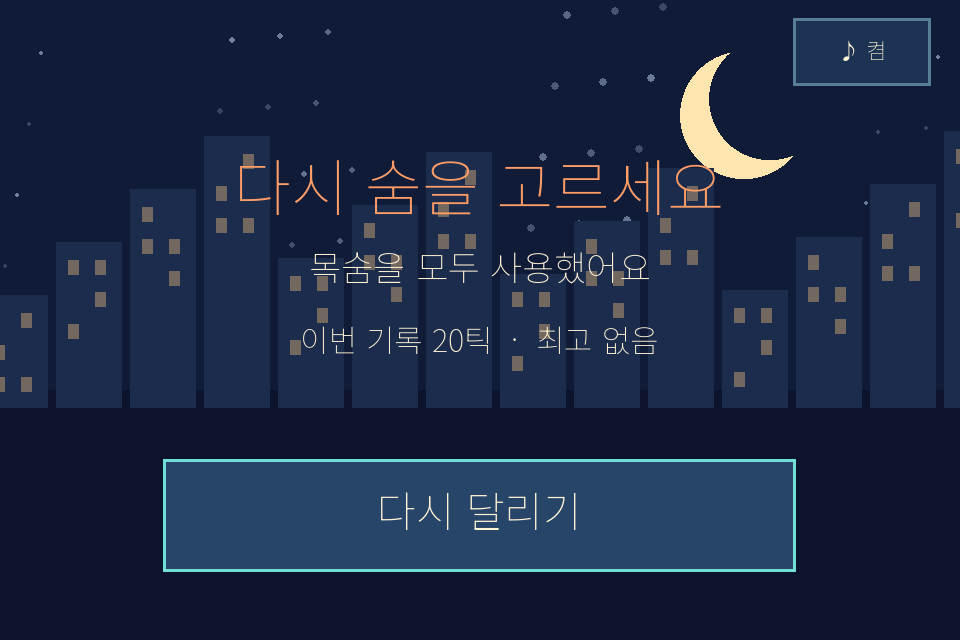 ♪ 켬
다시 숨을 고르세요
목숨을 모두 사용했어요
이번 기록 20틱 · 최고 없음
다시 달리기